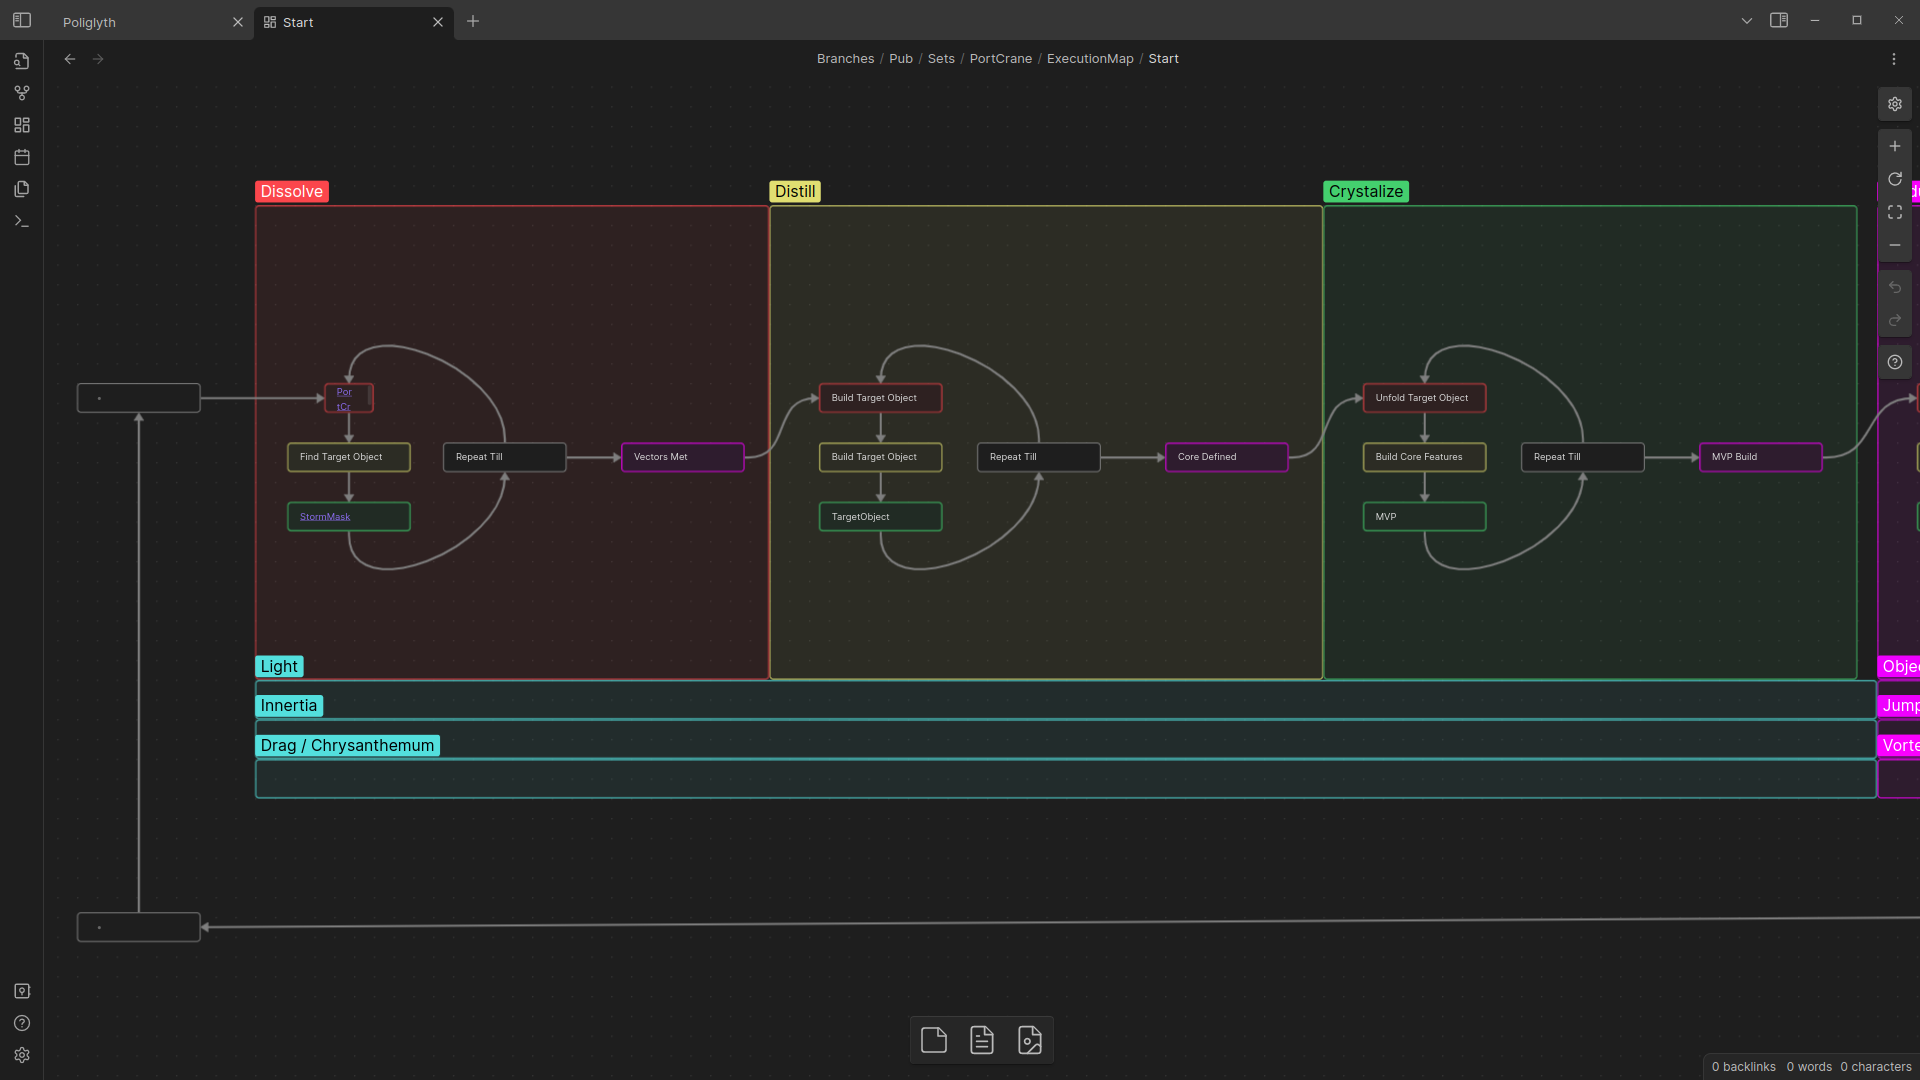 Poliglyth
Start
Branches / Pub / Sets / PortCrane / ExecutionMap / Start
Dissolve
Distill
Crystalize
Por
tCr
Find Target Object
StormMask
Repeat Till
Vectors Met
Build Target Object
Build Target Object
TargetObject
Repeat Till
Core Defined
Unfold Target Object
Build Core Features
MVP
Repeat Till
MVP Build
Light
Innertia
Drag / Chrysanthemum
Obje
Jump
Vorte
0 backlinks 0 words 0 characters